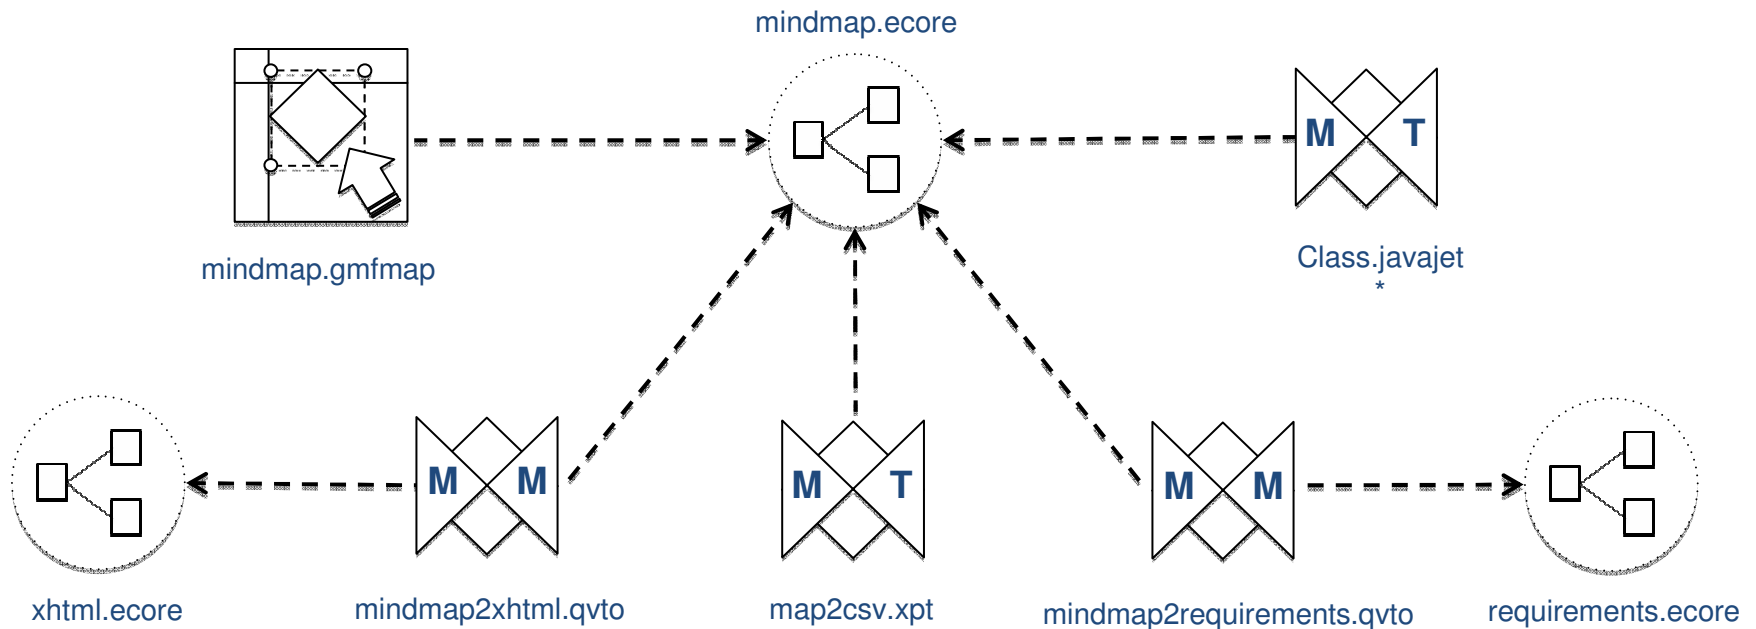 mindmap.ecore
M T
mindmap.gmfmap
Class.javajet
*
M M
M T
M M
xhtml.ecore
mindmap2xhtml.qvto
map2csv.xpt
mindmap2requirements.qvto
requirements.ecore